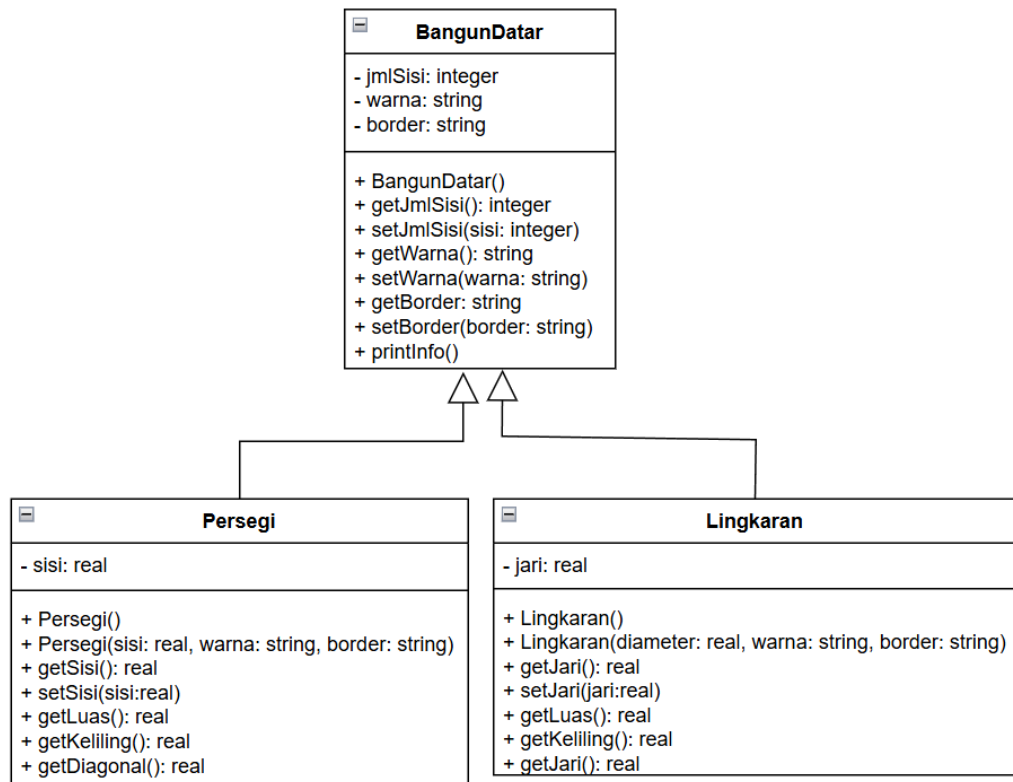 BangunDatar
- jmlSisi: integer
- warna: string
- border: string
+ BangunDatar()
+ getJmlSisi(): integer
+ setJmlSisi(sisi: integer)
+ getWarna(): string
+ setWarna(warna: string)
+ getBorder: string
+ setBorder(border: string)
+ printInfo()
Persegi
- sisi: real
+ Persegi()
+ Persegi(sisi: real, warna: string, border: string)
+ getSisi(): real
+ setSisi(sisi:real)
+ getLuas(): real
+ getKeliling(): real
+ getDiagonal(): real
Lingkaran
- jari: real
+ Lingkaran()
+ Lingkaran(diameter: real, warna: string, border: string)
+ getJari(): real
+ setJari(jari:real)
+ getLuas(): real
+ getKeliling(): real
+ getJari(): real